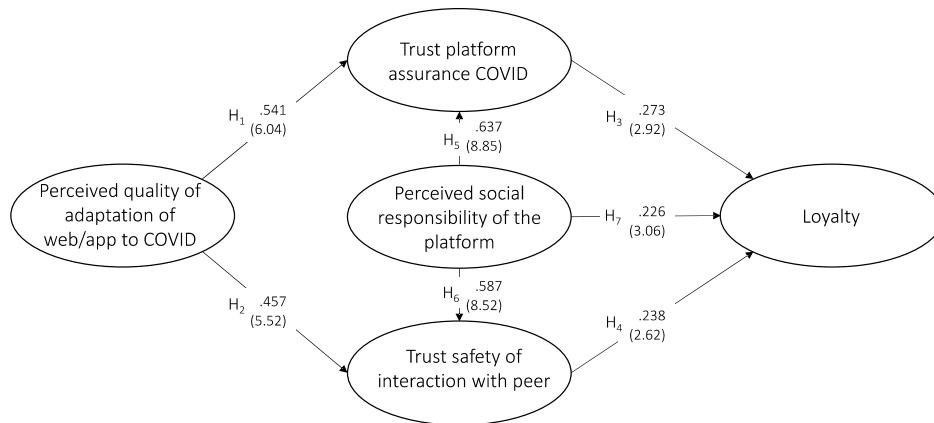 Trust platform
assurance COVID
H₁ .541
(6.04)
H₃ .273
(2.92)
H₅ .637
(8.85)
Perceived quality of
adaptation of
web/app to COVID
Perceived social
responsibility of the
platform
H₇ .226
(3.06)
Loyalty
H₂ .457
(5.52)
H₆ .587
(8.52)
H₄ .238
(2.62)
Trust safety of
interaction with peer